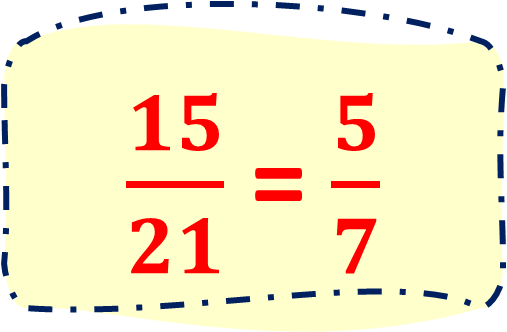 15/21 = 5/7